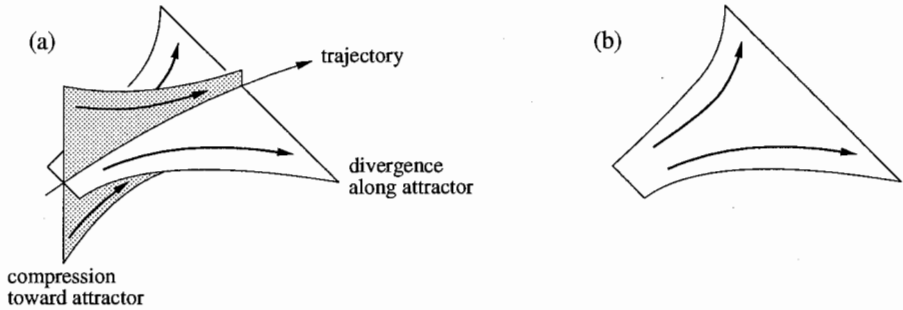 (a)
trajectory
divergence
along attractor
compression
toward attractor
(b)